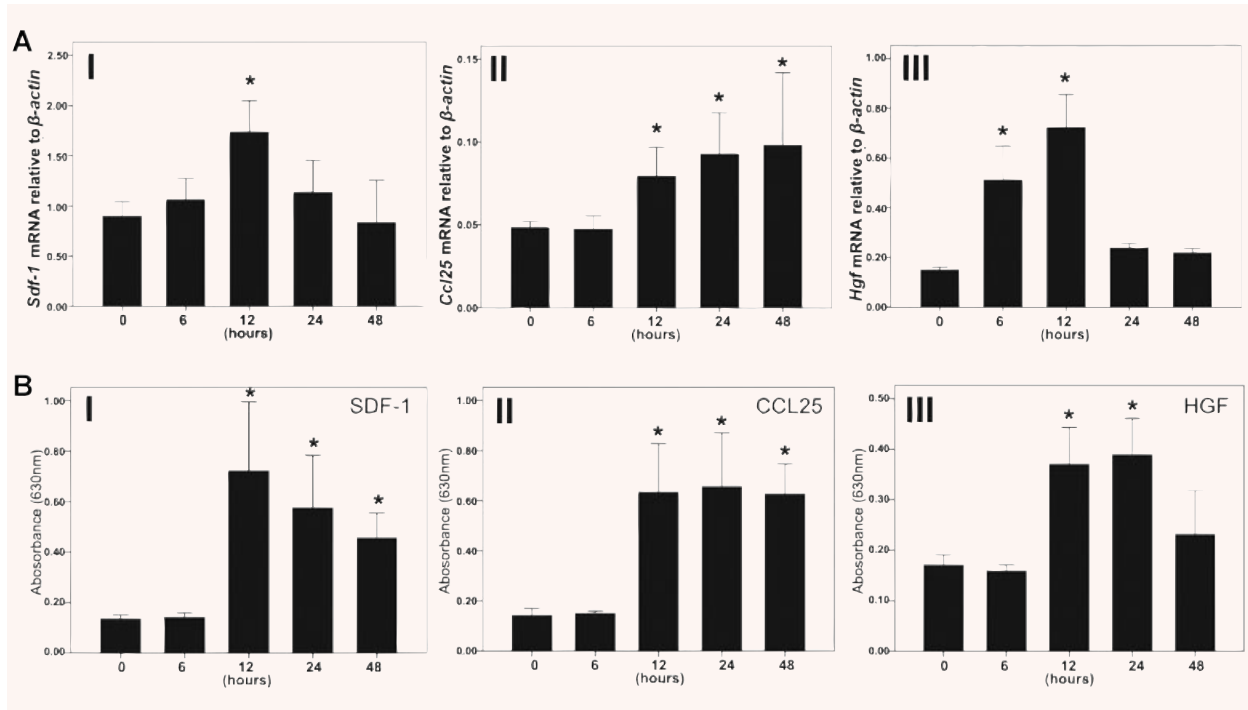 A
I
Sdf-1 mRNA relative to β-actin
2.50
2.00
1.50
1.00
0.50
0.00
*
0 6 12 24 48
(hours)
II
Ccl25 mRNA relative to β-actin
0.15
0.10
0.05
0.00
* * *
0 6 12 24 48
(hours)
III
Hgf mRNA relative to β-actin
1.00
0.80
0.60
0.40
0.20
0.00
* *
0 6 12 24 48
(hours)
B
I
SDF-1
Abosorbance (630nm)
1.00
0.80
0.60
0.40
0.20
0.00
* * *
0 6 12 24 48
(hours)
II
CCL25
Abosorbance (630nm)
1.00
0.80
0.60
0.40
0.20
0.00
* * *
0 6 12 24 48
(hours)
III
HGF
Abosorbance (630nm)
0.50
0.40
0.30
0.20
0.10
0.00
* *
0 6 12 24 48
(hours)